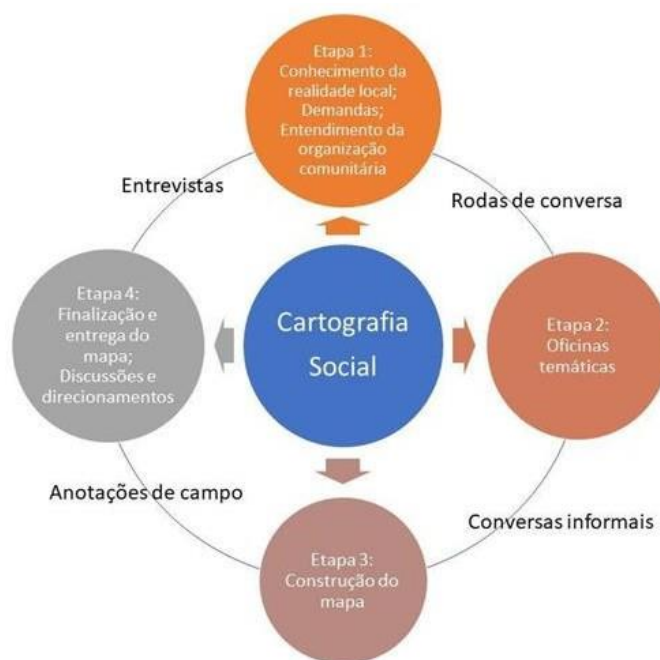 Etapa 1:
Conhecimento da
realidade local;
Demandas;
Entendimento da
organização
comunitária
Entrevistas
Rodas de conversa
Etapa 4:
Finalização e
entrega do
mapa;
Discussões e
direcionamentos
Cartografia
Social
Etapa 2:
Oficinas
temáticas
Anotações de campo
Conversas informais
Etapa 3:
Construção do
mapa